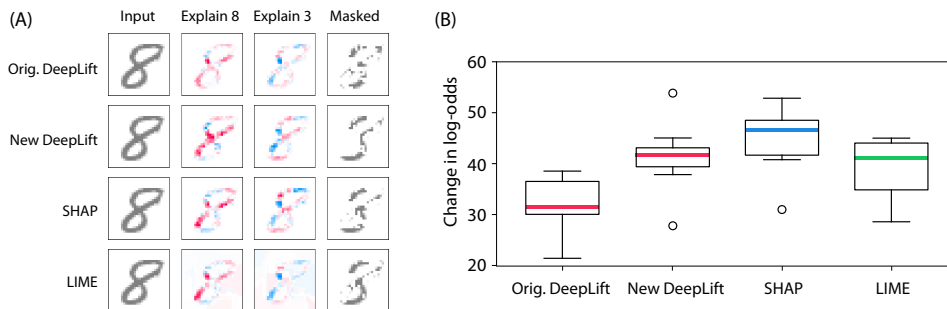 (A)
Input Explain 8 Explain 3 Masked
Orig. DeepLift
New DeepLift
SHAP
LIME
(B)
Change in log-odds
60
50
40
30
20
Orig. DeepLift New DeepLift SHAP LIME